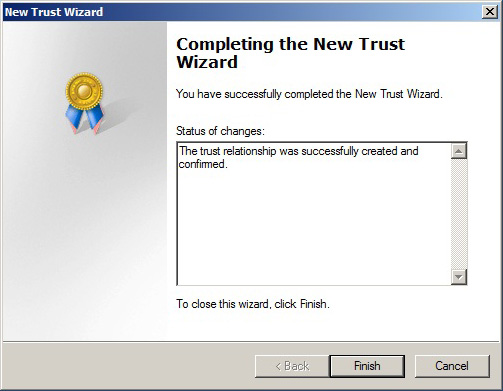 New Trust Wizard
Completing the New Trust
Wizard
You have successfully completed the New Trust Wizard.
Status of changes:
The trust relationship was successfully created and
confirmed.
To close this wizard, click Finish.
< Back
Finish
Cancel